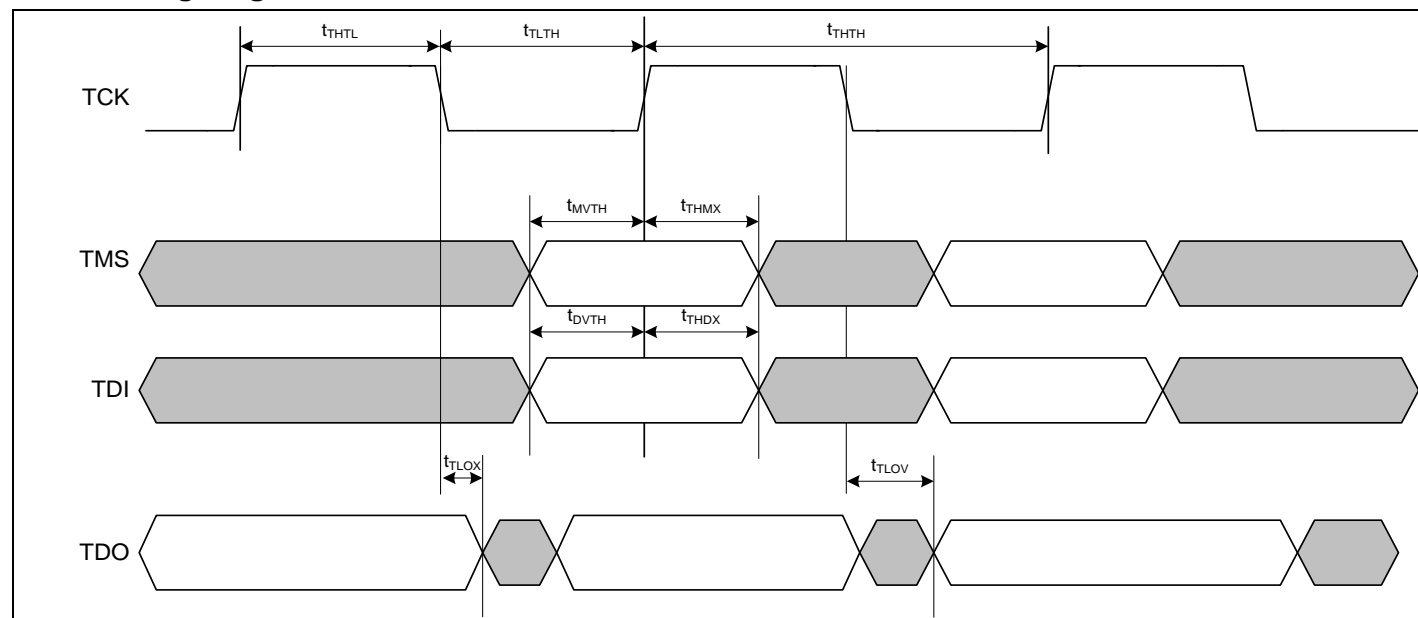 tTHTL tTLTH tTHTH
TCK
tMVTH tTHMX
TMS
tDVTH tTHDX
TDI
tTLOX tTLOV
TDO